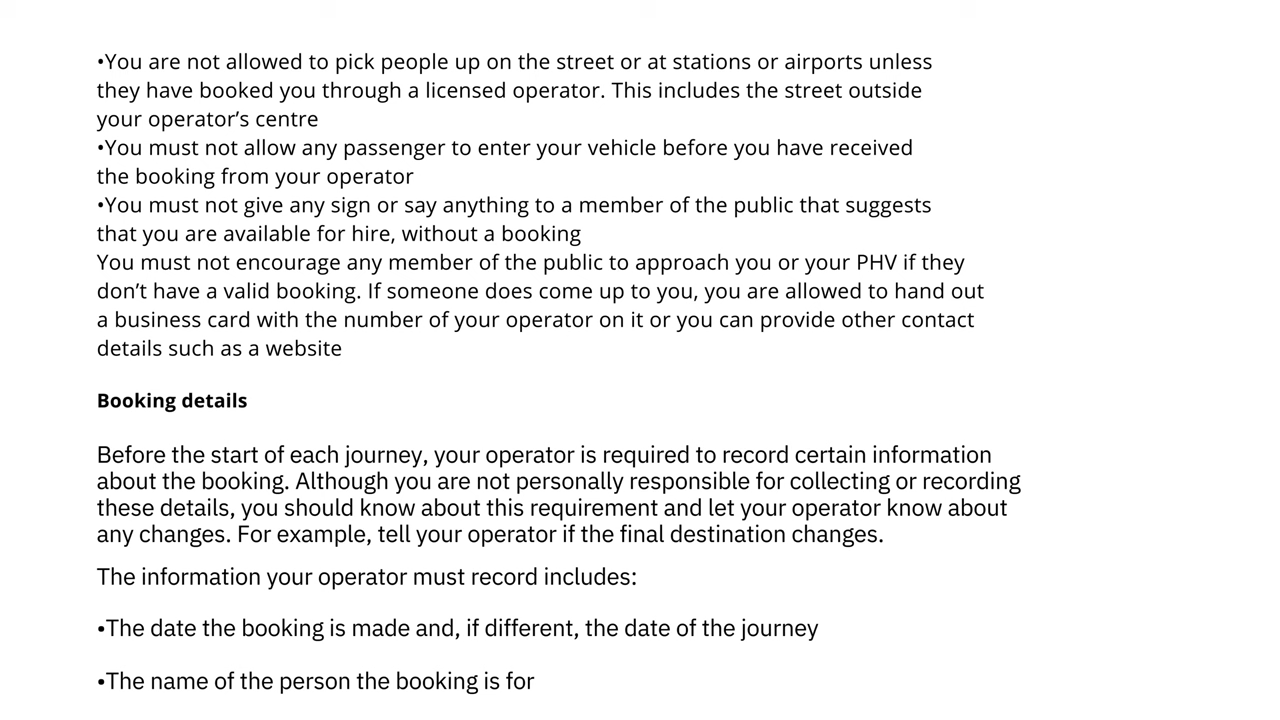 •You are not allowed to pick people up on the street or at stations or airports unless
they have booked you through a licensed operator. This includes the street outside
your operator’s centre
•You must not allow any passenger to enter your vehicle before you have received
the booking from your operator
•You must not give any sign or say anything to a member of the public that suggests
that you are available for hire, without a booking
You must not encourage any member of the public to approach you or your PHV if they
don’t have a valid booking. If someone does come up to you, you are allowed to hand out
a business card with the number of your operator on it or you can provide other contact
details such as a website
Booking details
Before the start of each journey, your operator is required to record certain information
about the booking. Although you are not personally responsible for collecting or recording
these details, you should know about this requirement and let your operator know about
any changes. For example, tell your operator if the final destination changes.
The information your operator must record includes:
•The date the booking is made and, if different, the date of the journey
•The name of the person the booking is for